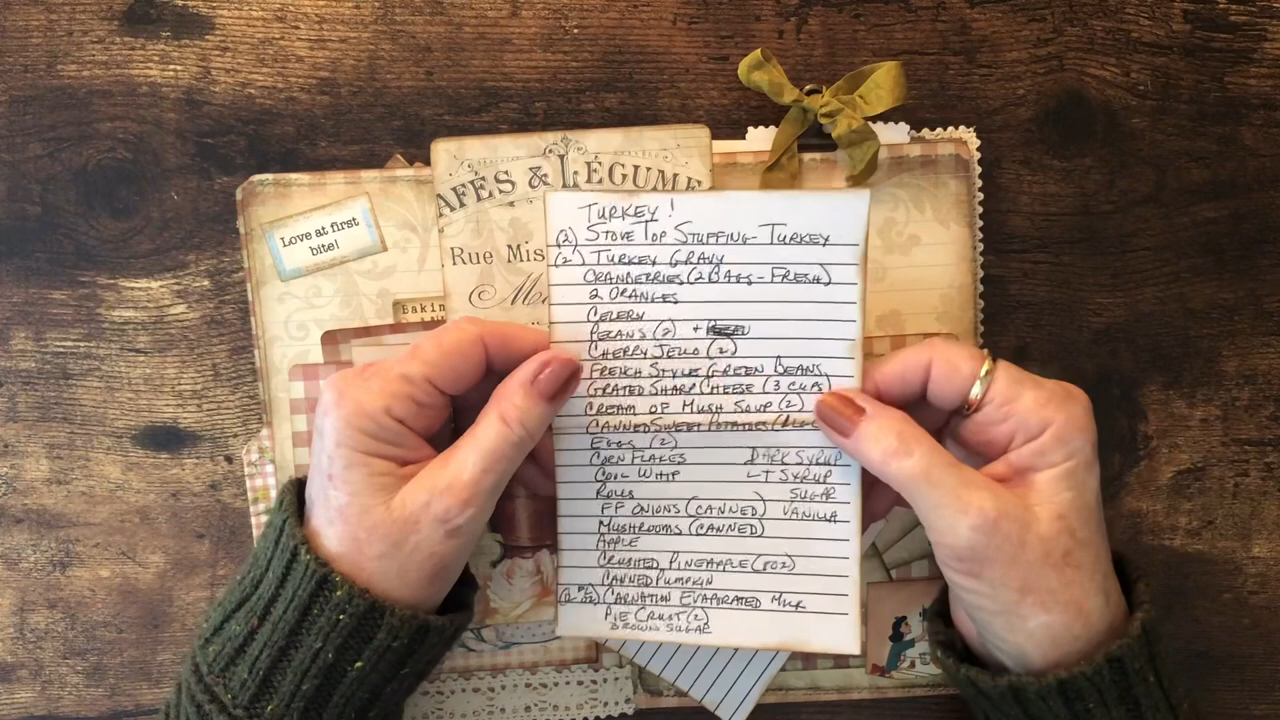 Love at first
bite!
AFÉS & LÉGUME
Rue Mis
Bakin
TURKEY!
(2) STOVE TOP STUFFING- TURKEY
(2) TURKEY GRAVY
CRANBERRIES (2 BAGS - FRESH)
2 ORANGES
CELERY
PECANS (2) +
CHERRY JELLO (2)
FRENCH STYLE GREEN BEANS
GRATED SHARP CHEESE (3 CUPS)
CREAM OF MUSH SOUP (2)
CANNED SWEET POTATOES
EGGS (2)
CORN FLAKES DARK SYRUP
COOL WHIP LT SYRUP
ROLLS SUGAR
FF ONIONS (CANNED) VANILLA
MUSHROOMS (CANNED)
APPLE
CRUSHED PINEAPPLE (8OZ)
CANNED PUMPKIN
CARNATION EVAPORATED MILK
PIE CRUST (2)
BROWN SUGAR